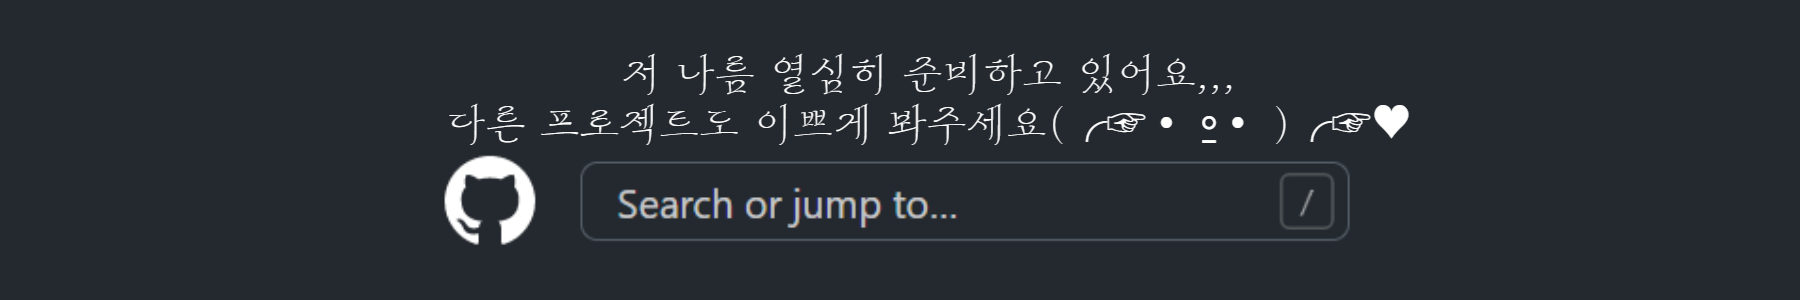 저 나름 열심히 준비하고 있어요,,,
다른 프로젝트도 이쁘게 봐주세요( ╭☞• ⍛• ) ╭☞♥
Search or jump to... /